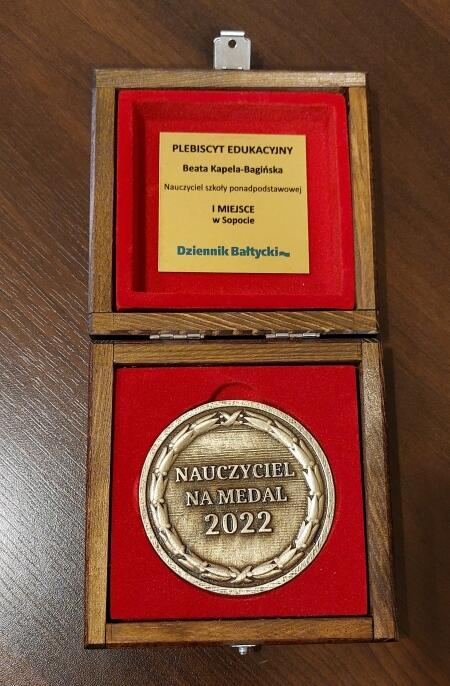 PLEBISCYT EDUKACYJNY
Beata Kapela-Bagińska
Nauczyciel szkoły ponadpodstawowej
I MIEJSCE
w Sopocie
Dziennik Bałtycki
NAUCZYCIEL
NA MEDAL
2022